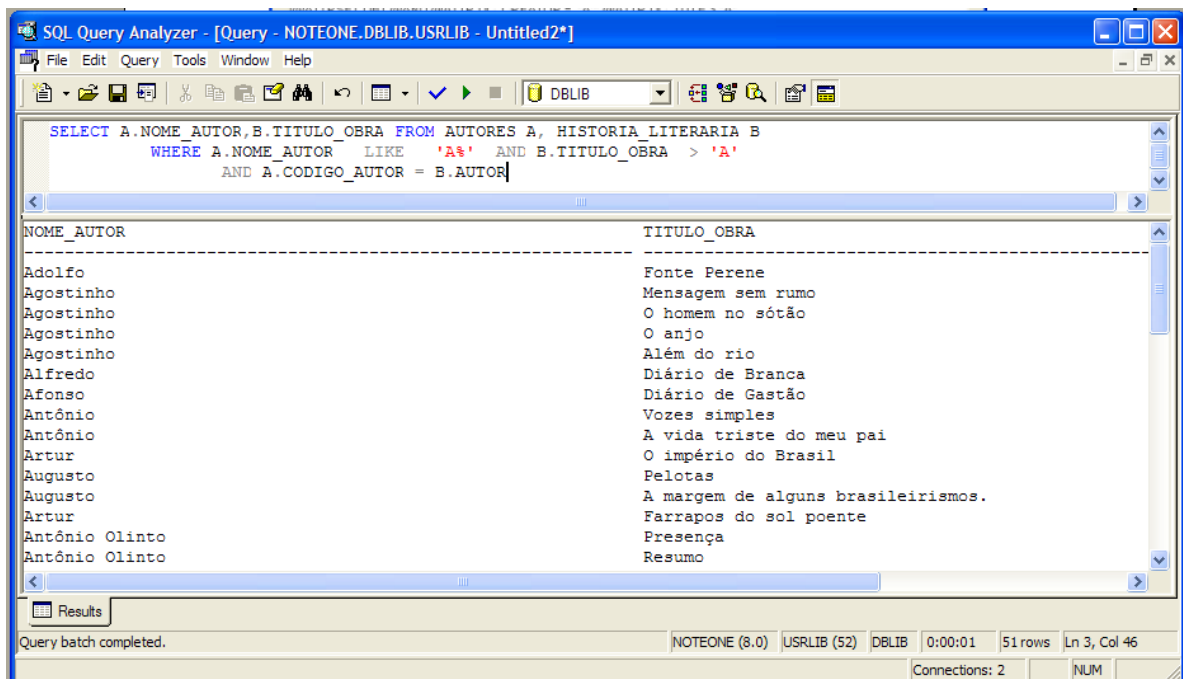 SQL Query Analyzer - [Query - NOTEONE.DBLIB.USRLIB - Untitled2*]
File Edit Query Tools Window Help
DBLIB
SELECT A.NOME_AUTOR,B.TITULO_OBRA FROM AUTORES A, HISTORIA_LITERARIA B
WHERE A.NOME_AUTOR LIKE 'A%' AND B.TITULO_OBRA > 'A'
AND A.CODIGO_AUTOR = B.AUTOR
NOME_AUTOR TITULO_OBRA
Adolfo Fonte Perene
Agostinho Mensagem sem rumo
Agostinho O homem no sótão
Agostinho O anjo
Agostinho Além do rio
Alfredo Diário de Branca
Afonso Diário de Gastão
Antônio Vozes simples
Antônio A vida triste do meu pai
Artur O império do Brasil
Augusto Pelotas
Augusto A margem de alguns brasileirismos.
Artur Farrapos do sol poente
Antônio Olinto Presença
Antônio Olinto Resumo
Results
Query batch completed. NOTEONE (8.0) USRLIB (52) DBLIB 0:00:01 51 rows Ln 3, Col 46
Connections: 2 NUM